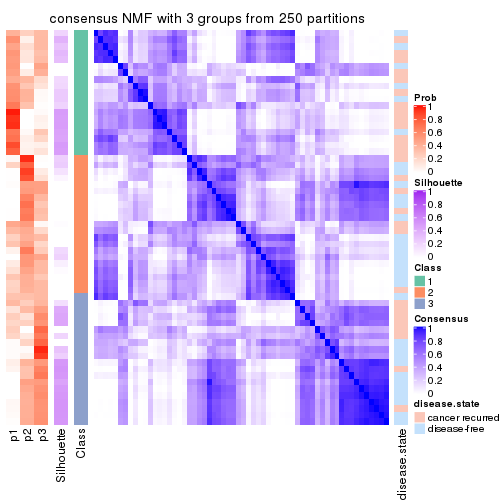 consensus NMF with 3 groups from 250 partitions
Prob
1
0.8
0.6
0.4
0.2
0
Silhouette
1
0.8
0.6
0.4
0.2
0
Class
1
2
3
Consensus
1
0.8
0.6
0.4
0.2
0
disease.state
cancer recurred
disease-free
p1
p2
p3
Silhouette
Class
disease.state